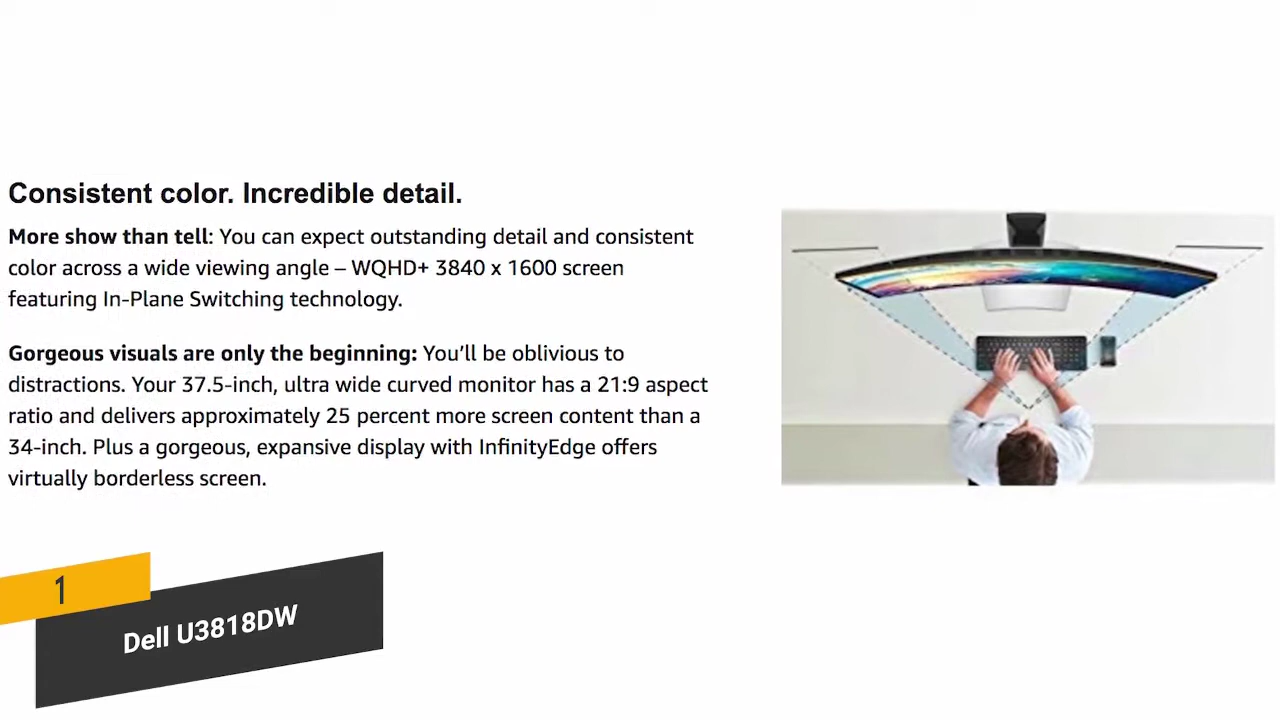 Consistent color. Incredible detail.
More show than tell: You can expect outstanding detail and consistent
color across a wide viewing angle – WQHD+ 3840 x 1600 screen
featuring In-Plane Switching technology.
Gorgeous visuals are only the beginning: You’ll be oblivious to
distractions. Your 37.5-inch, ultra wide curved monitor has a 21:9 aspect
ratio and delivers approximately 25 percent more screen content than a
34-inch. Plus a gorgeous, expansive display with InfinityEdge offers
virtually borderless screen.
1
Dell U3818DW